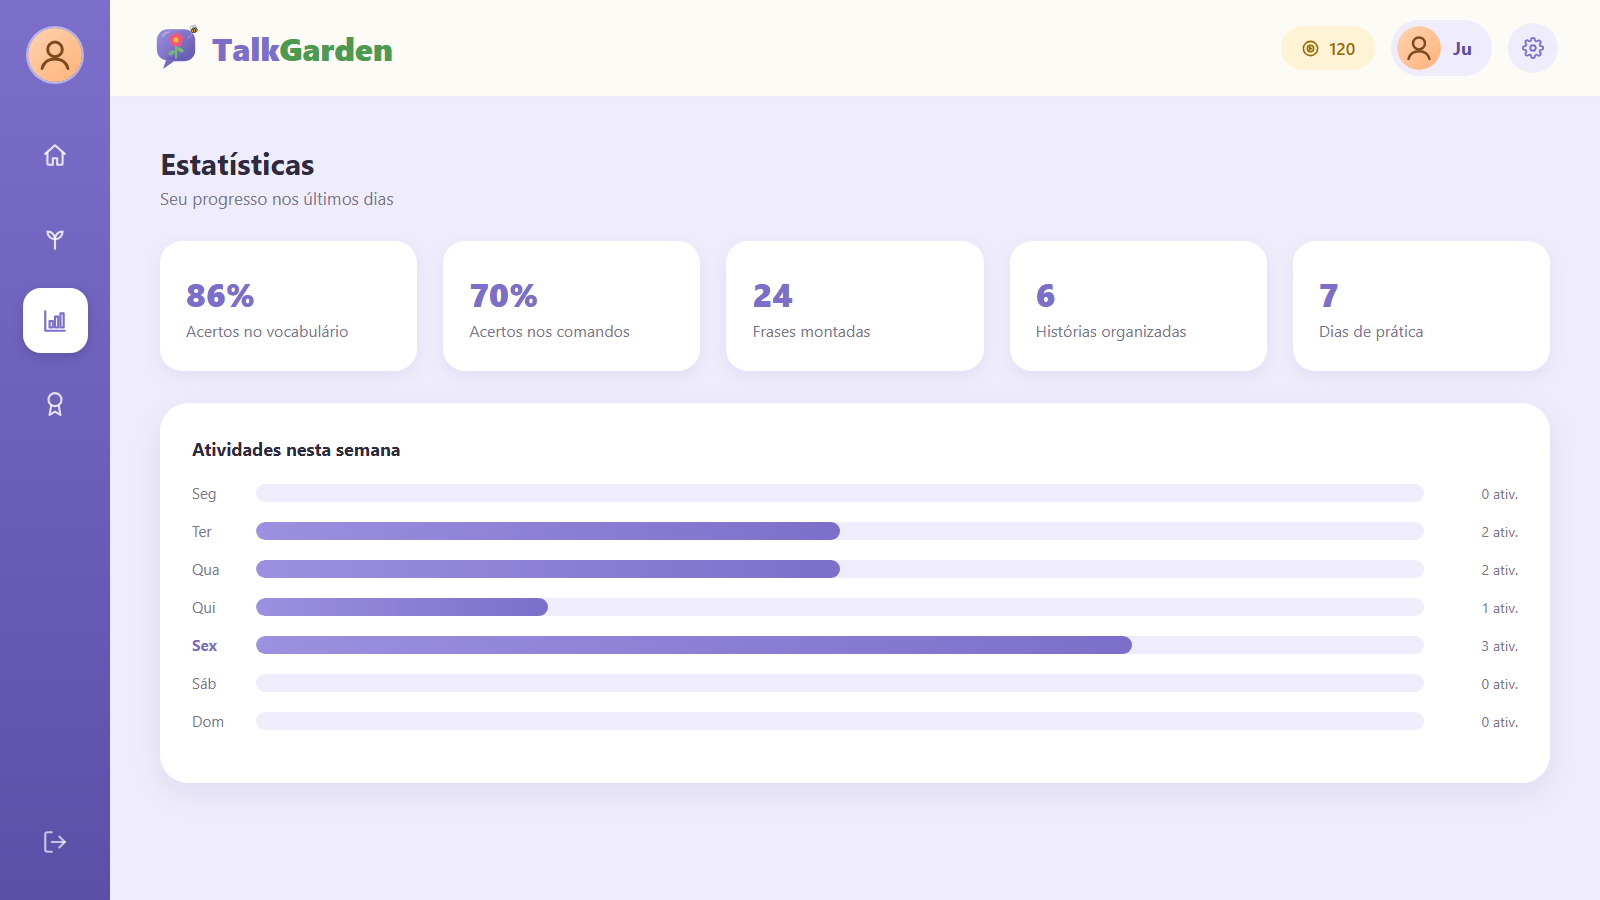 TalkGarden
120
Ju
Estatísticas
Seu progresso nos últimos dias
86%
Acertos no vocabulário
70%
Acertos nos comandos
24
Frases montadas
6
Histórias organizadas
7
Dias de prática
Atividades nesta semana
Seg 0 ativ.
Ter 2 ativ.
Qua 2 ativ.
Qui 1 ativ.
Sex 3 ativ.
Sáb 0 ativ.
Dom 0 ativ.